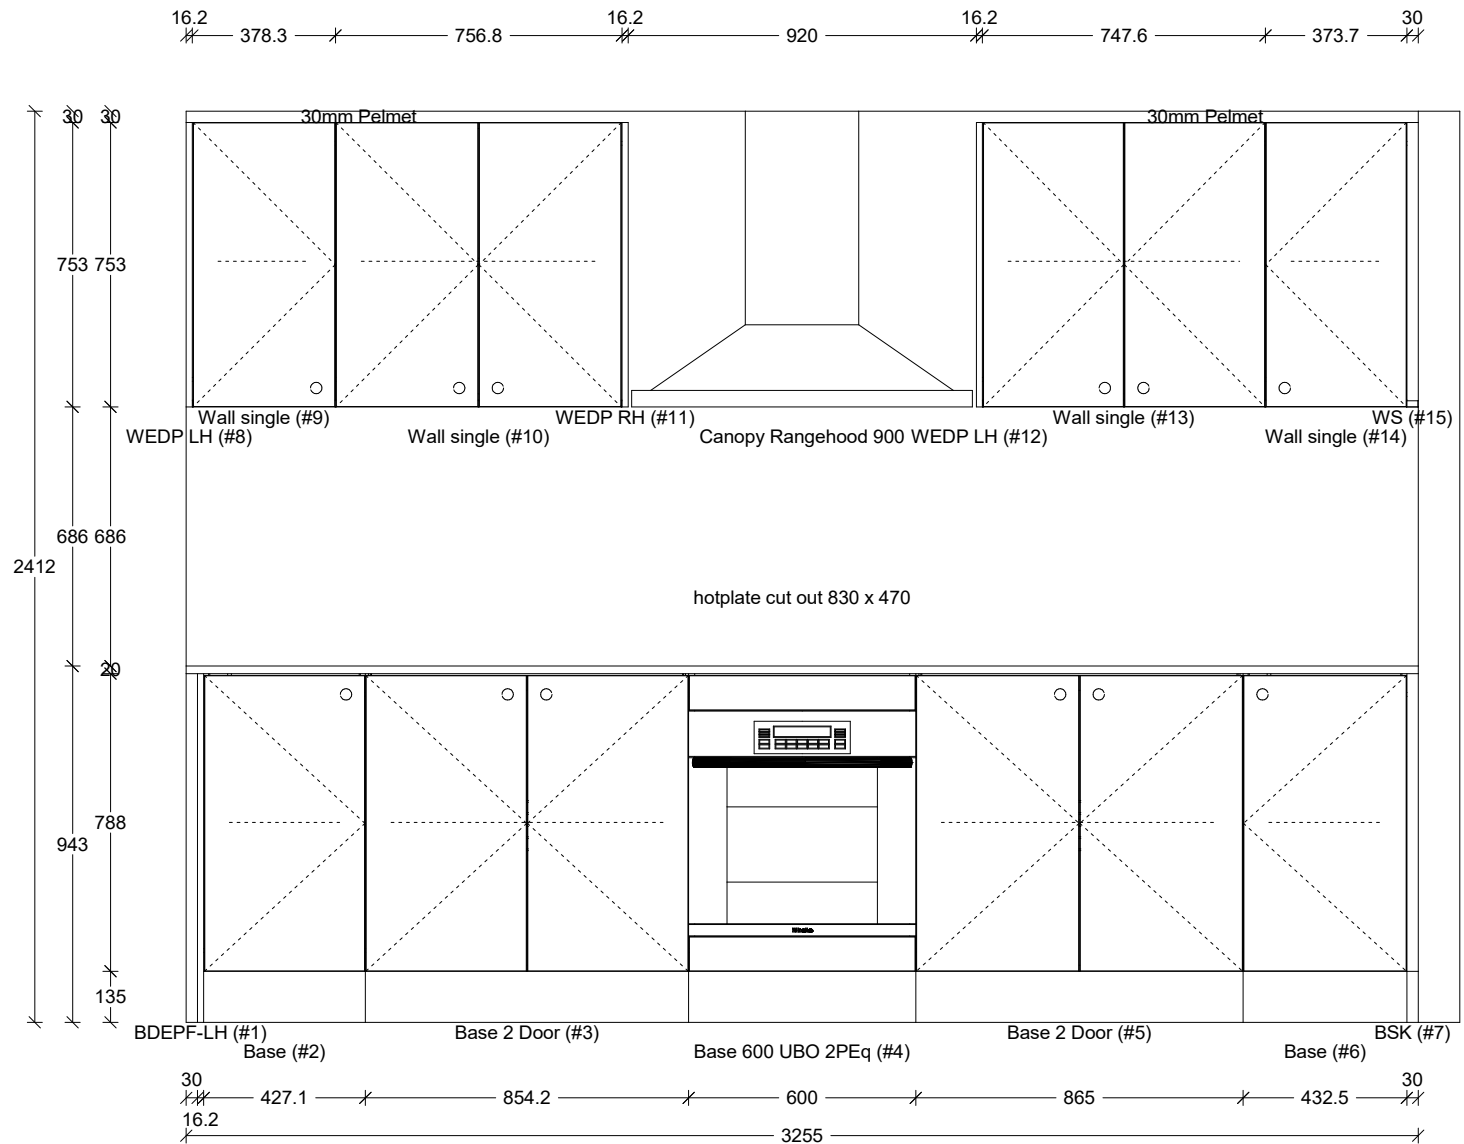 16.2 16.2 16.2 30
378.3 756.8 920 747.6 373.7
30 30 30mm Pelmet 30mm Pelmet
753 753
Wall single (#9) WEDP RH (#11) Wall single (#13) WS (#15)
WEDP LH (#8) Wall single (#10) Canopy Rangehood 900 WEDP LH (#12) Wall single (#14)
686 686
2412
hotplate cut out 830 x 470
20
788
943
135
BDEPF-LH (#1) Base 2 Door (#3) Base 2 Door (#5) BSK (#7)
Base (#2) Base 600 UBO 2PEq (#4) Base (#6)
30 30
427.1 854.2 600 865 432.5
16.2
3255